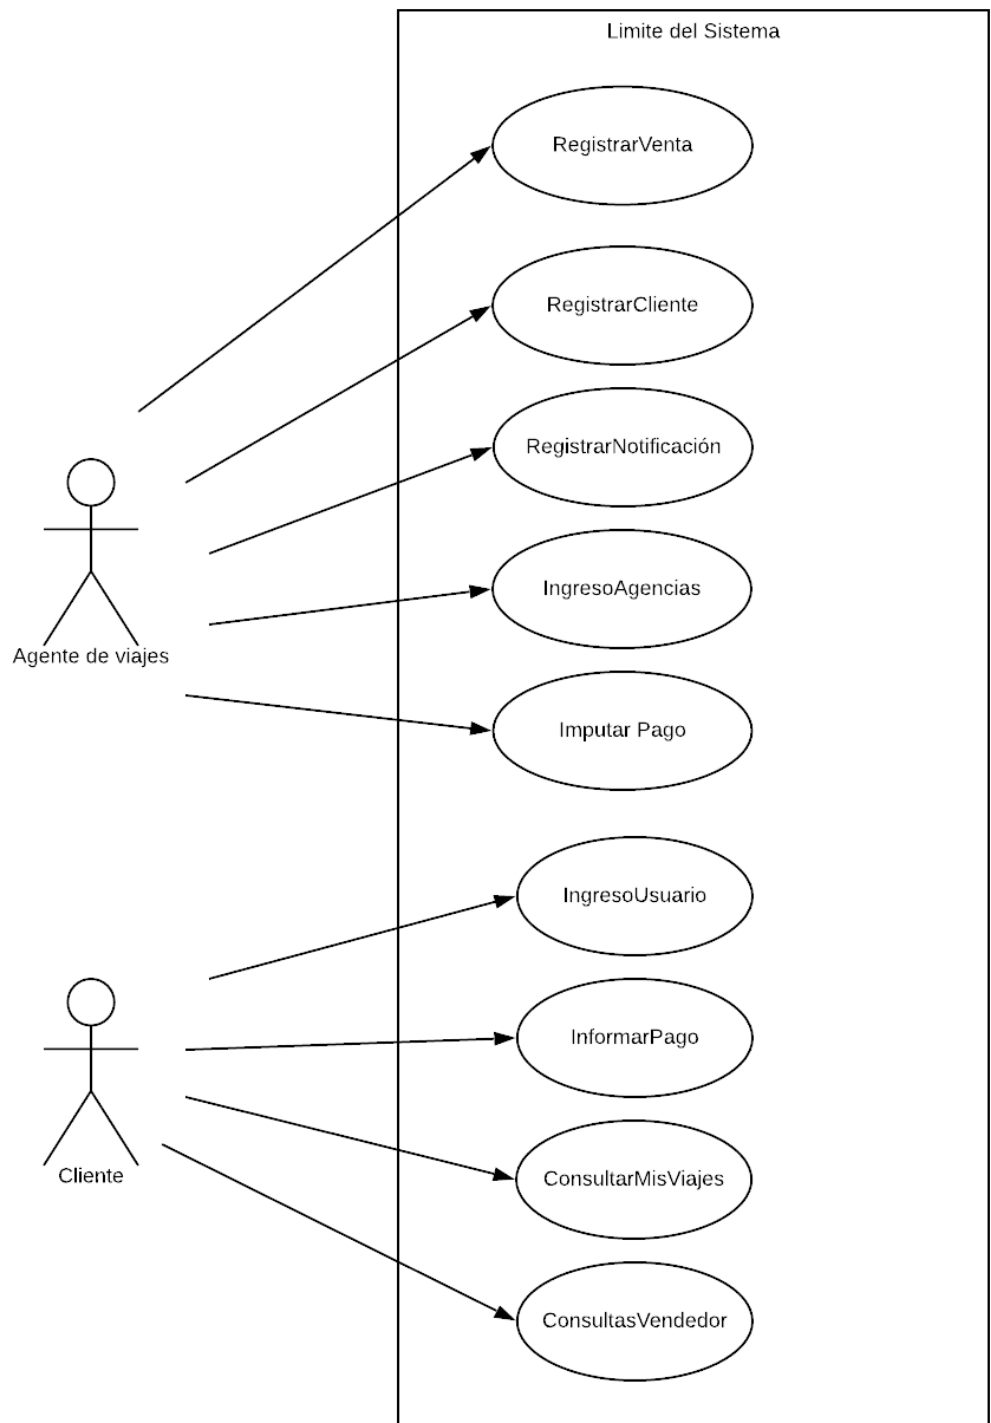 Limite del Sistema
RegistrarVenta
RegistrarCliente
RegistrarNotificación
IngresoAgencias
Agente de viajes
Imputar Pago
IngresoUsuario
InformarPago
Cliente
ConsultarMisViajes
ConsultasVendedor